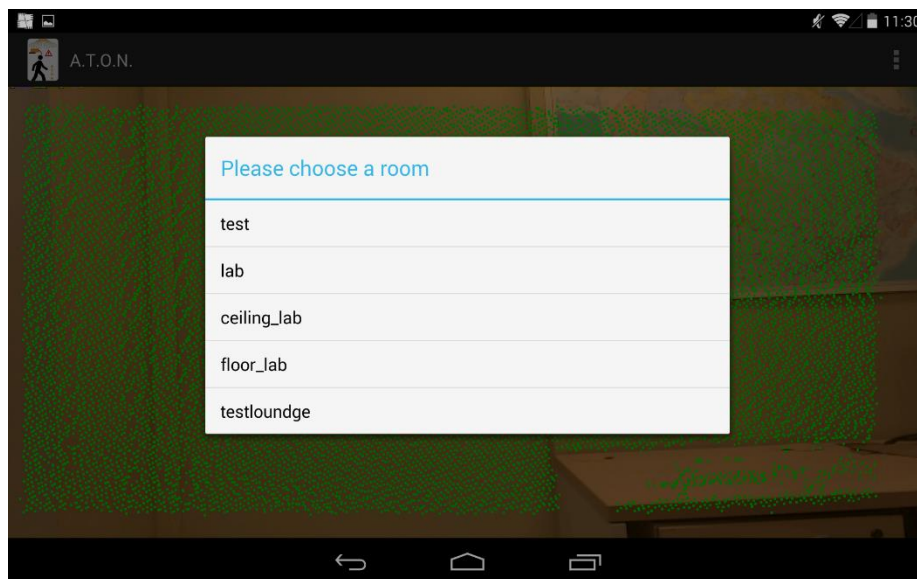 11:30
A.T.O.N.
Please choose a room
test
lab
ceiling_lab
floor_lab
testloundge